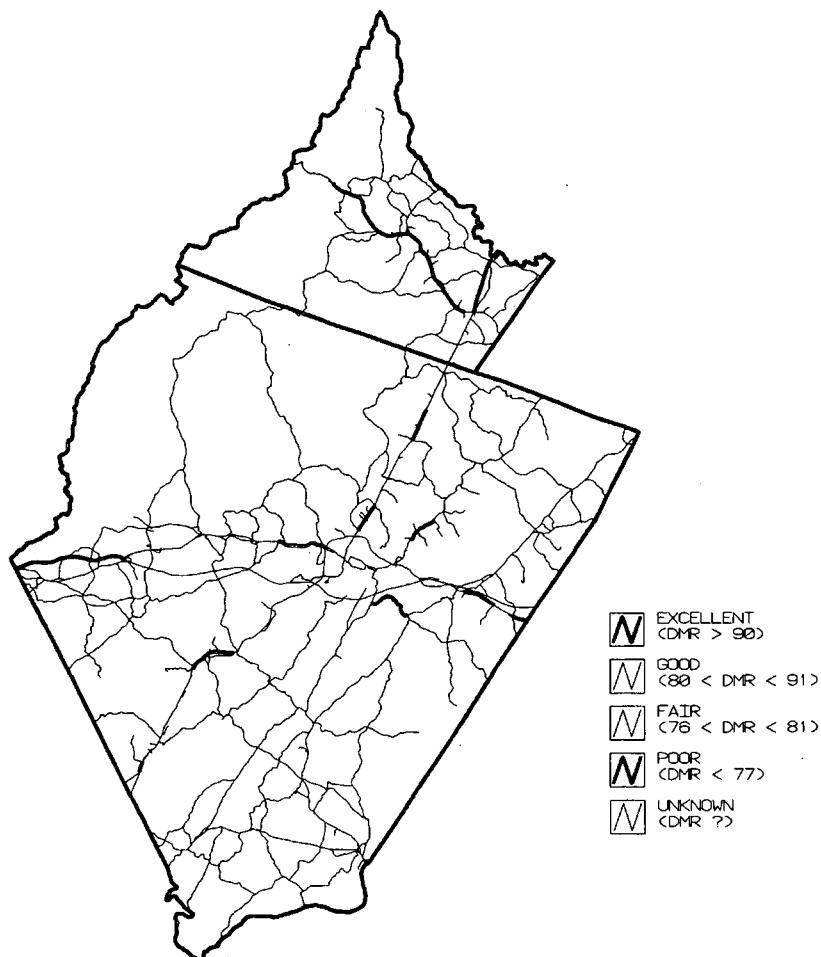 EXCELLENT
(DMR > 90)
GOOD
(80 < DMR < 91)
FAIR
(76 < DMR < 81)
POOR
(DMR < 77)
UNKNOWN
(DMR ?)